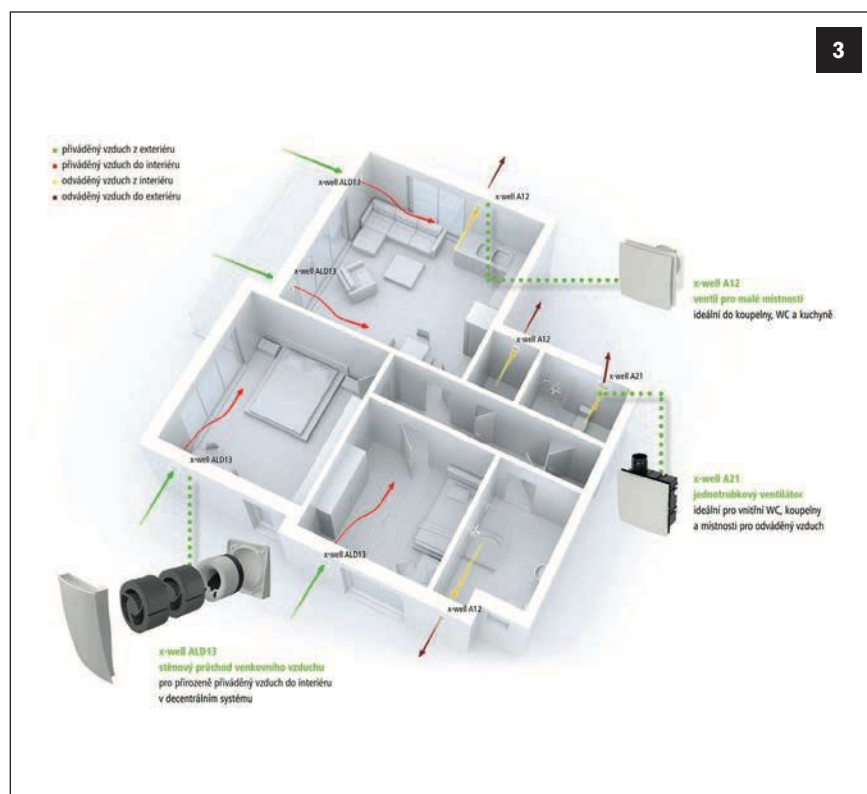 3
přiváděný vzduch z exteriéru
přiváděný vzduch do interiéru
odváděný vzduch z interiéru
odváděný vzduch do exteriéru
x-well ALD13
x-well A12
x-well ALD13
x-well A12
ventil pro malé místnosti
ideální do koupelny, WC a kuchyně
x-well A12
x-well A21
x-well ALD13
x-well A21
jednotrubkový ventilátor
ideální pro vnitřní WC, koupelny
a místnosti pro odváděný vzduch
x-well ALD13
x-well A12
x-well ALD13
stěnový průchod venkovního vzduchu
pro přirozeně přiváděný vzduch do interiéru
v decentrálním systému